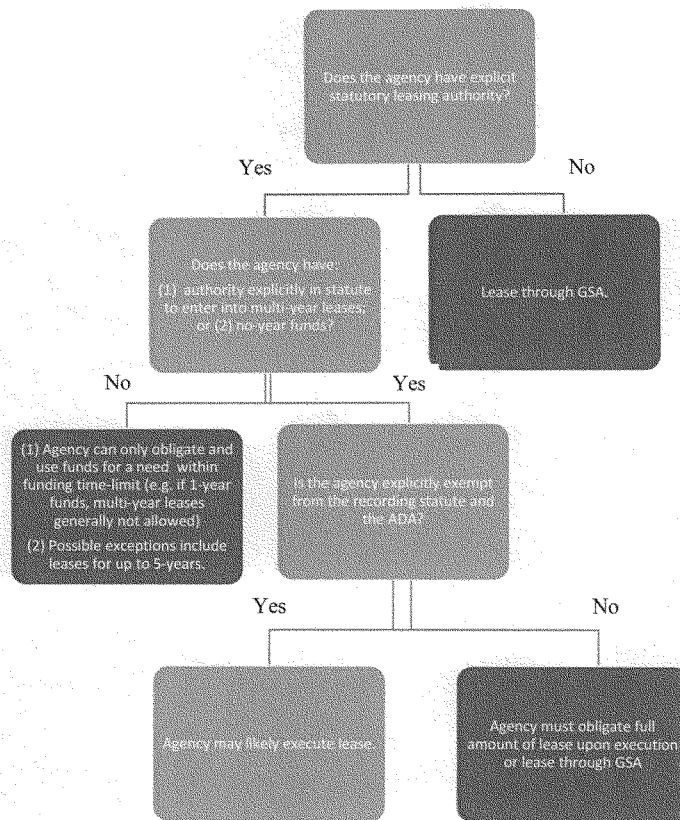 Does the agency have explicit
statutory leasing authority?
Yes
No
Does the agency have:
(1) authority explicitly in statute
to enter into multi-year leases;
or (2) no-year funds?
Lease through GSA.
No
Yes
(1) Agency can only obligate and
use funds for a need within
funding time-limit (e.g. if 1-year
funds, multi-year leases
generally not allowed)
(2) Possible exceptions include
leases for up to 5-years.
Is the agency explicitly exempt
from the recording statute and
the ADA?
Yes
No
Agency may likely execute lease.
Agency must obligate full
amount of lease upon execution
or lease through GSA